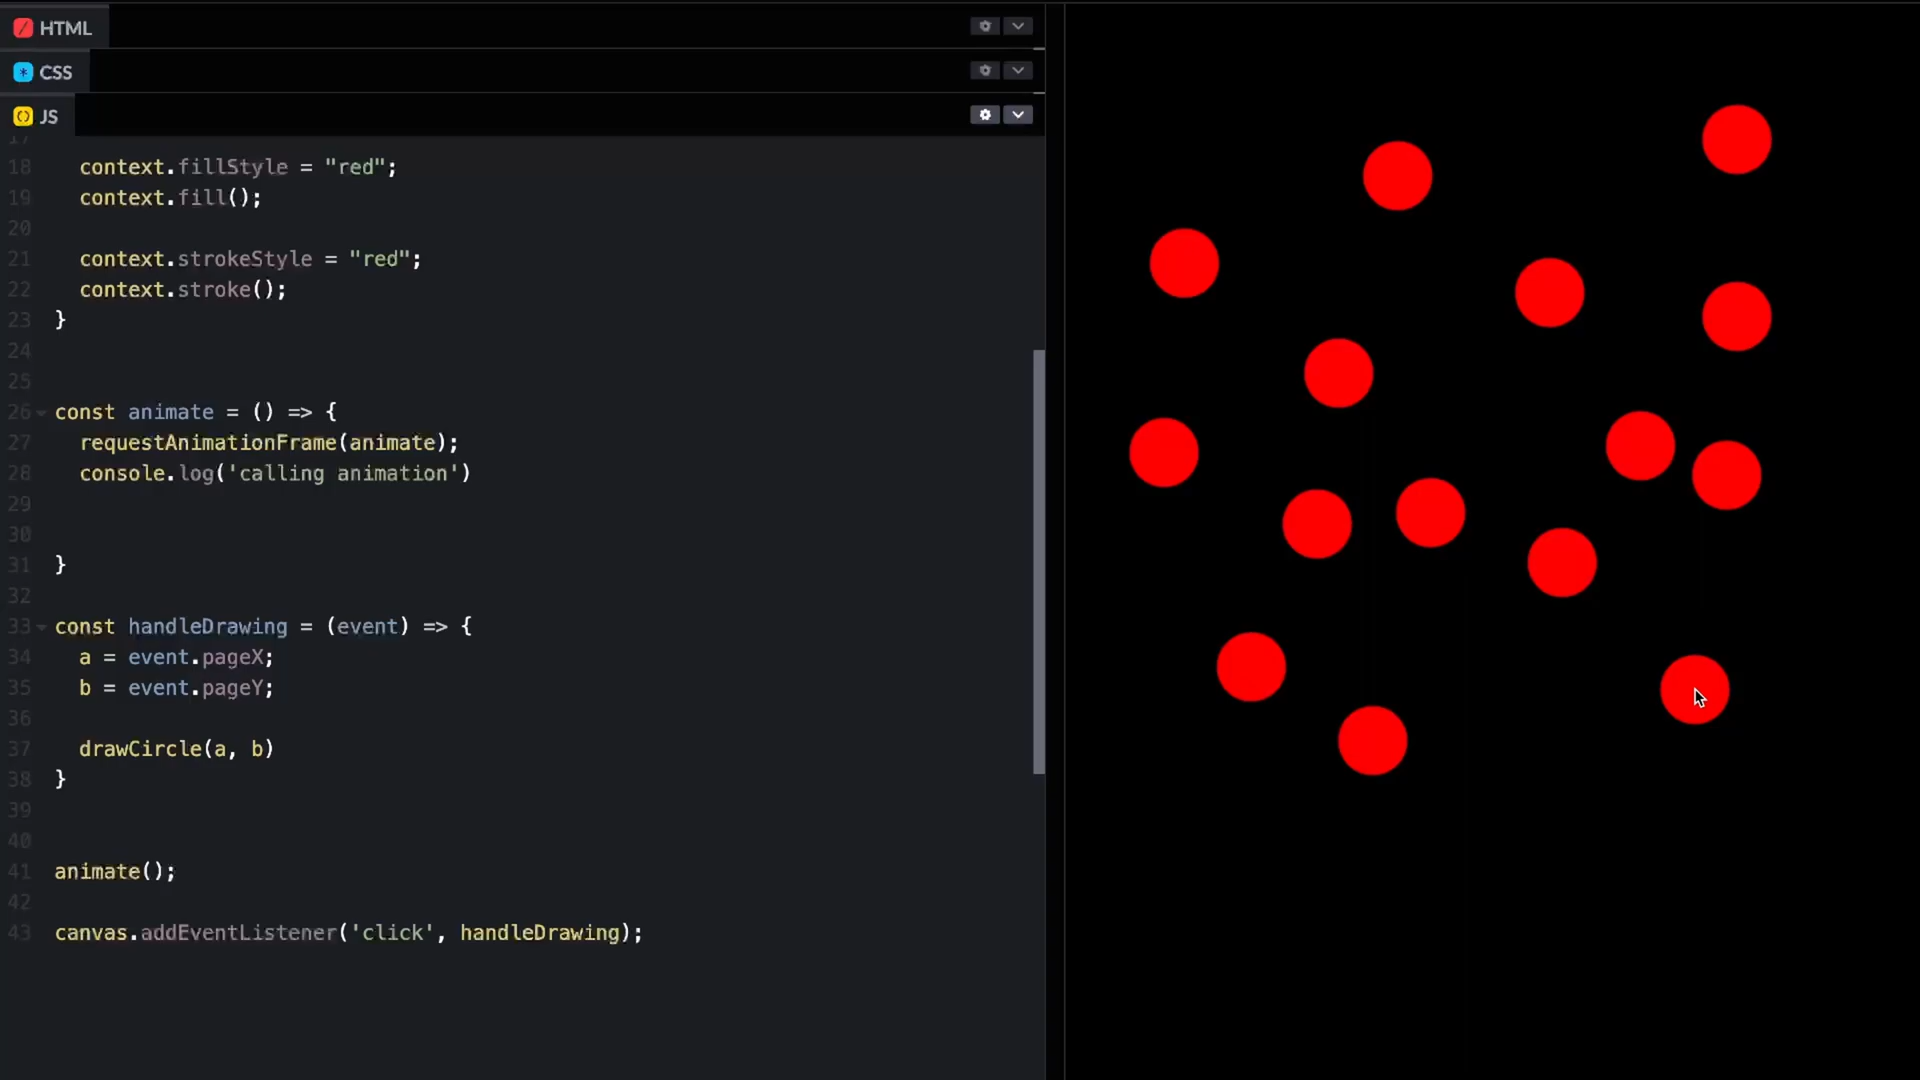 HTML
CSS
JS
17
18 context.fillStyle = "red";
19 context.fill();
20
21 context.strokeStyle = "red";
22 context.stroke();
23 }
24
25
26 const animate = () => {
27 requestAnimationFrame(animate);
28 console.log('calling animation')
29
30
31 }
32
33 const handleDrawing = (event) => {
34 a = event.pageX;
35 b = event.pageY;
36
37 drawCircle(a, b)
38 }
39
40
41 animate();
42
43 canvas.addEventListener('click', handleDrawing);